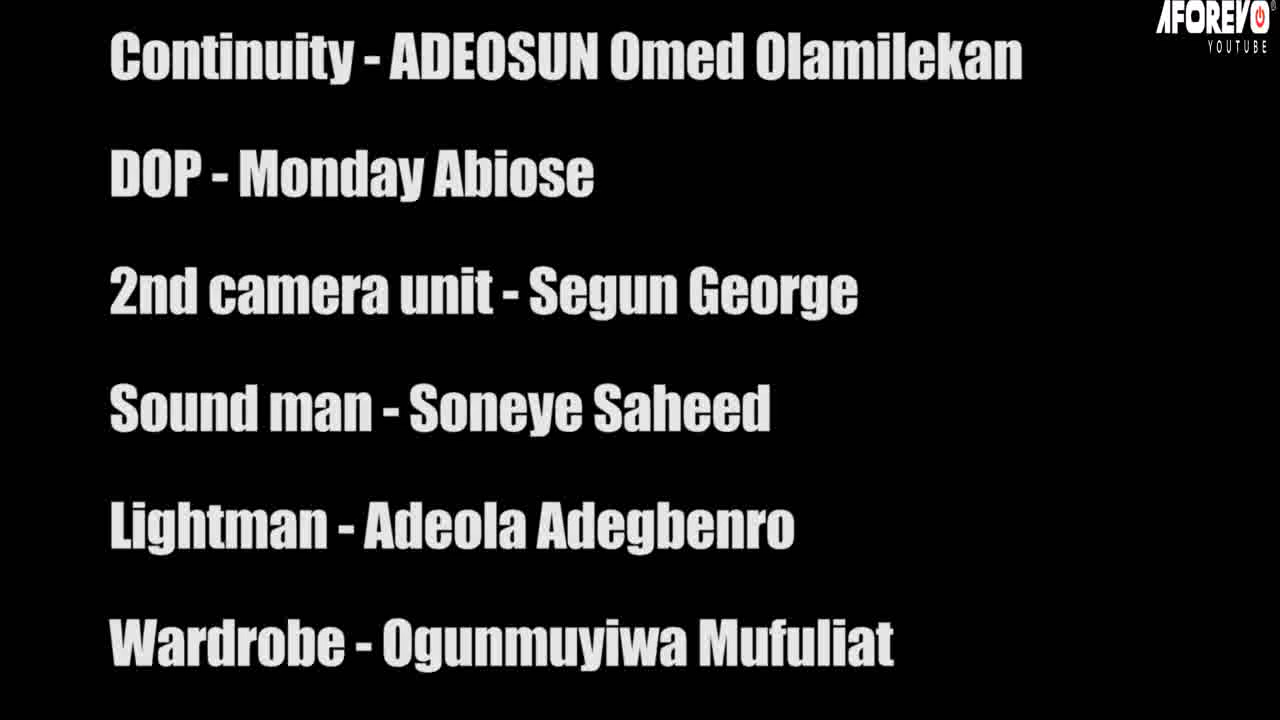 AFOREVO
YOUTUBE
Continuity - ADEOSUN Omed Olamilekan
DOP - Monday Abiose
2nd camera unit - Segun George
Sound man - Soneye Saheed
Lightman - Adeola Adegbenro
Wardrobe - Ogunmuyiwa Mufuliat